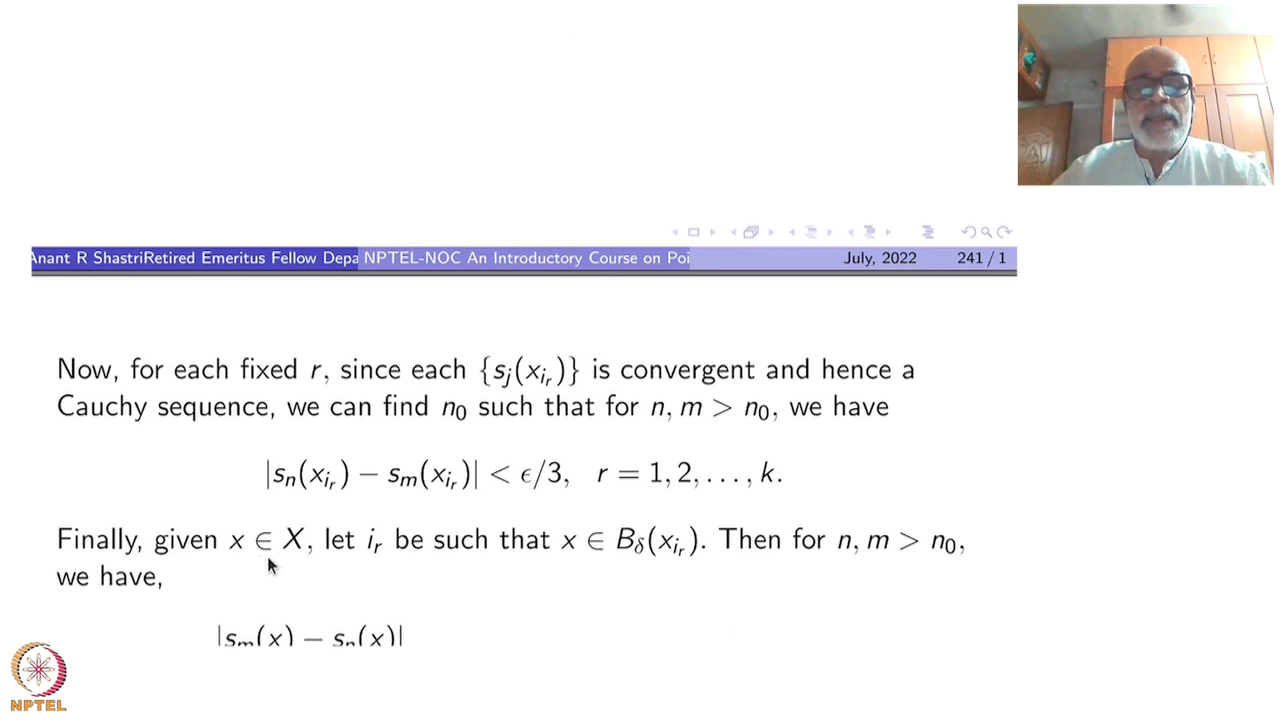 Anant R ShastriRetired Emeritus Fellow Depa NPTEL-NOC An Introductory Course on Poi July, 2022 241 / 1
Now, for each fixed r, since each {s_j(x_{i_r})} is convergent and hence a
Cauchy sequence, we can find n_0 such that for n, m > n_0, we have
|s_n(x_{i_r}) − s_m(x_{i_r})| < ϵ/3, r = 1, 2, . . . , k.
Finally, given x ∈ X, let i_r be such that x ∈ B_δ(x_{i_r}). Then for n, m > n_0,
we have,
|s_m(x) − s_n(x)|
NPTEL